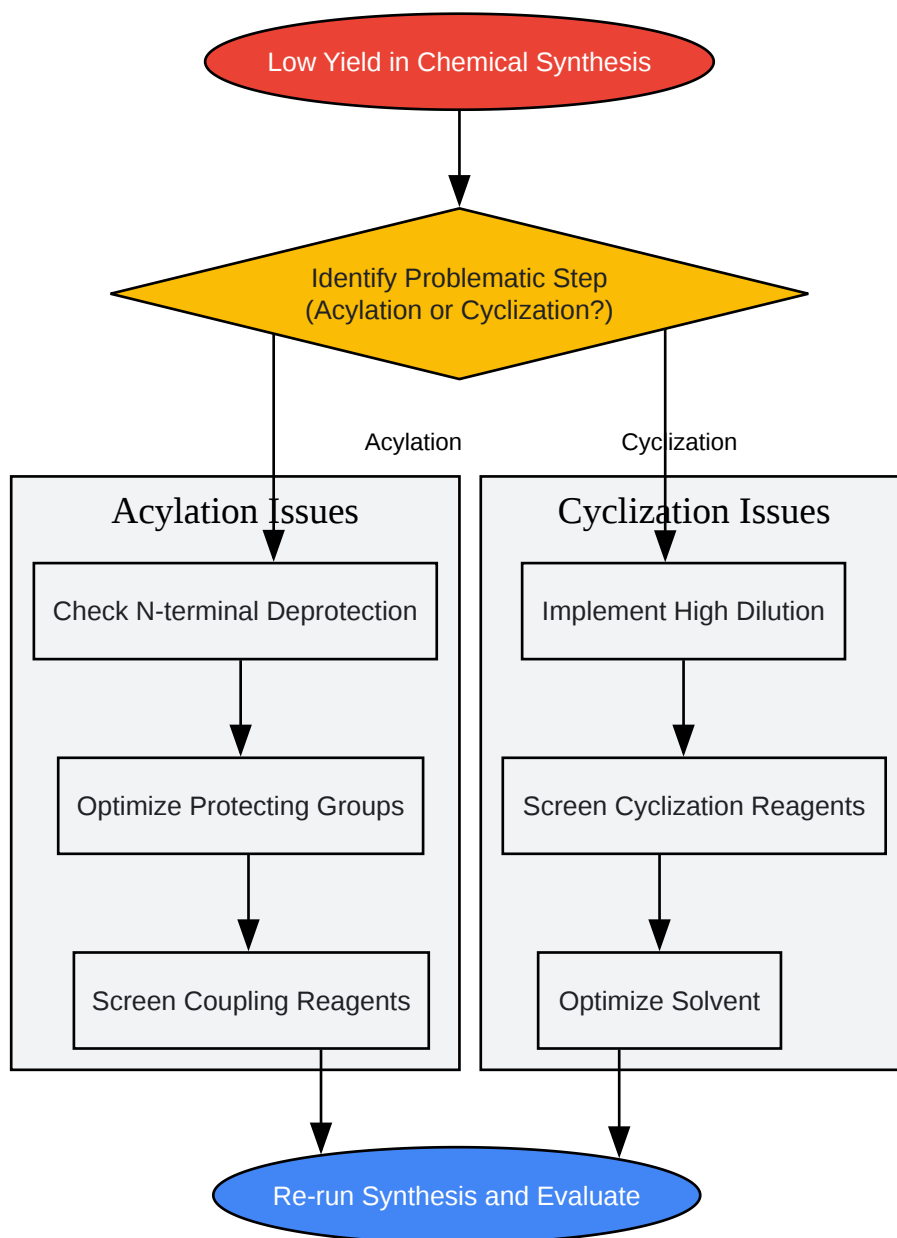 Low Yield in Chemical Synthesis
Identify Problematic Step
(Acylation or Cyclization?)
Acylation
Cyclization
Acylation Issues
Check N-terminal Deprotection
Optimize Protecting Groups
Screen Coupling Reagents
Cyclization Issues
Implement High Dilution
Screen Cyclization Reagents
Optimize Solvent
Re-run Synthesis and Evaluate